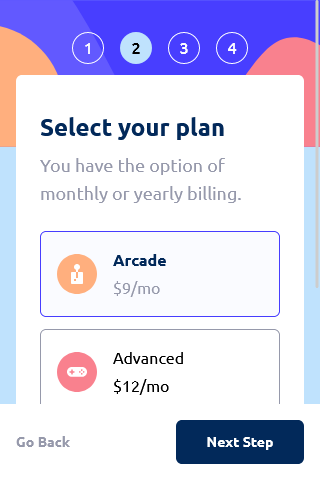 1 2 3 4
Select your plan
You have the option of
monthly or yearly billing.
Arcade
$9/mo
Advanced
$12/mo
Go Back Next Step